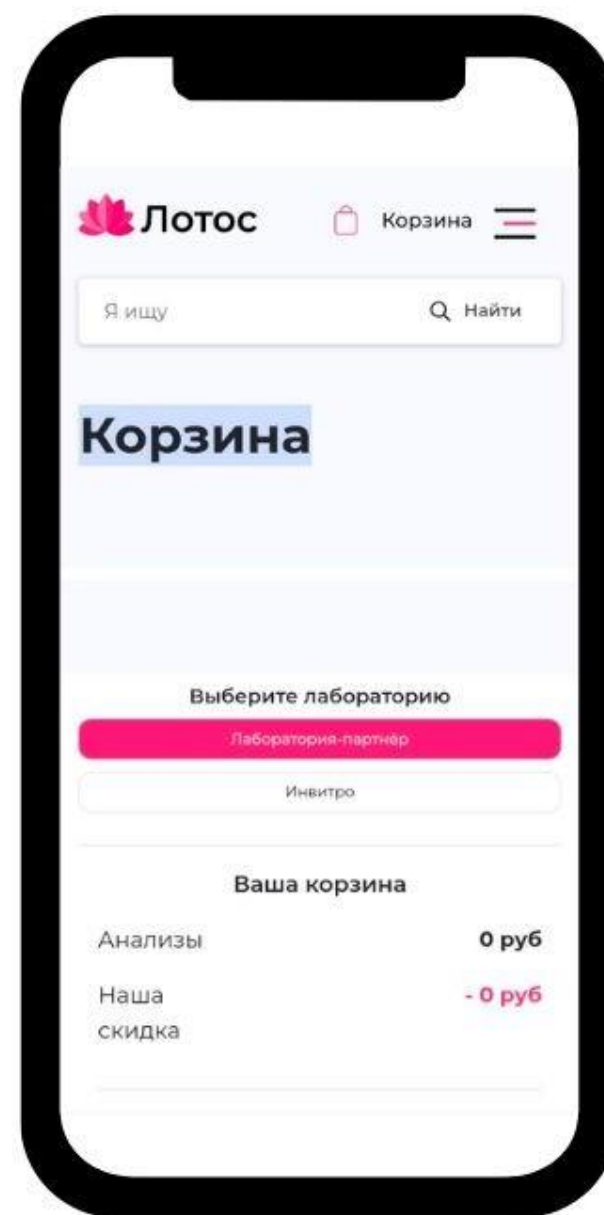 Лотос
Корзина
Я ищу
Найти
Корзина
Выберите лабораторию
Лаборатория-партнёр
Инвитро
Ваша корзина
Анализы 0 руб
Наша - 0 руб
скидка